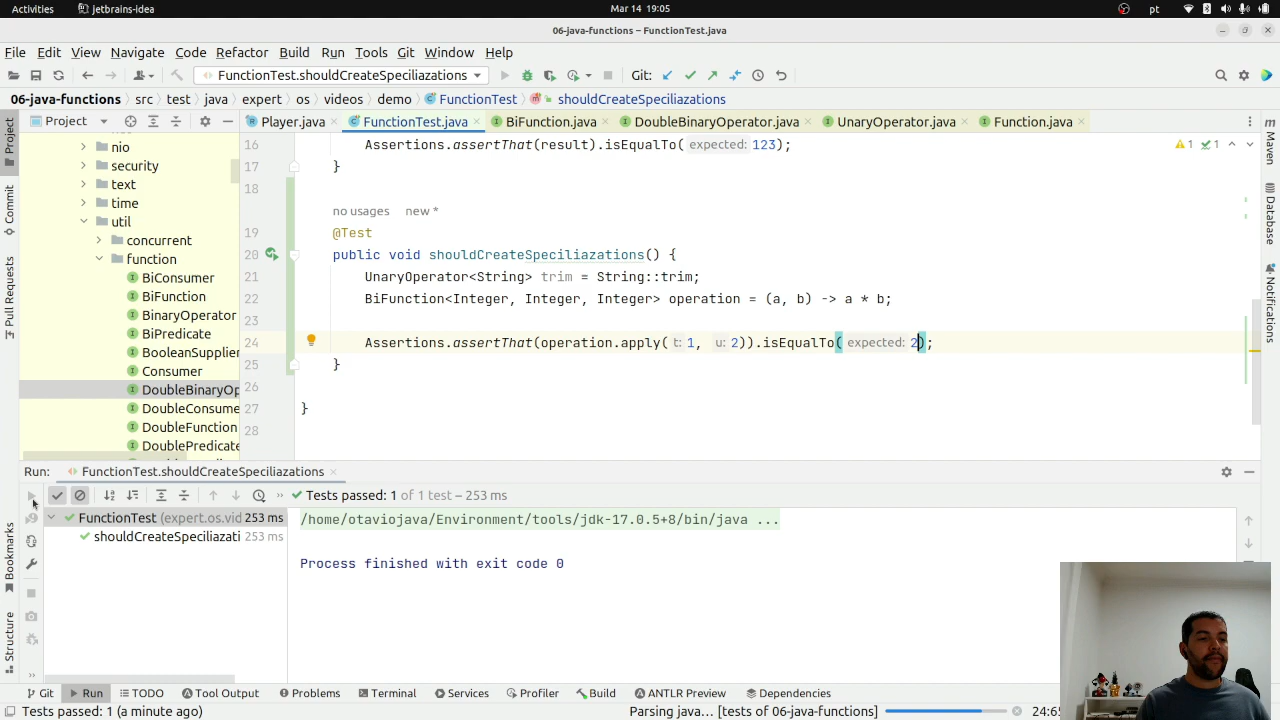 Activities
jetbrains-idea
Mar 14 19:05
pt
06-java-functions – FunctionTest.java
File Edit View Navigate Code Refactor Build Run Tools Git Window Help
FunctionTest.shouldCreateSpeciliazations
Git:
06-java-functions
src
test
java
expert
os
videos
demo
FunctionTest
shouldCreateSpeciliazations
Project
Project
Player.java
FunctionTest.java
BiFunction.java
DoubleBinaryOperator.java
UnaryOperator.java
Function.java
Maven
Commit
Pull Requests
Bookmarks
Structure
Database
Notifications
nio
security
text
time
util
concurrent
function
BiConsumer
BiFunction
BinaryOperator
BiPredicate
BooleanSupplier
Consumer
DoubleBinaryOp
DoubleConsume
DoubleFunction
DoublePredicate
1
1
16 Assertions.assertThat(result).isEqualTo( expected: 123);
17 }
18
no usages new *
19 @Test
20 public void shouldCreateSpeciliazations() {
21 UnaryOperator<String> trim = String::trim;
22 BiFunction<Integer, Integer, Integer> operation = (a, b) -> a * b;
23
24 Assertions.assertThat(operation.apply( t: 1, u: 2)).isEqualTo( expected: 2);
25 }
26
27 }
28
Run:
FunctionTest.shouldCreateSpeciliazations
Tests passed: 1 of 1 test – 253 ms
FunctionTest (expert.os.vid 253 ms
shouldCreateSpeciliazati 253 ms
/home/otaviojava/Environment/tools/jdk-17.0.5+8/bin/java ...
Process finished with exit code 0
Git
Run
TODO
Tool Output
Problems
Terminal
Services
Profiler
Build
ANTLR Preview
Dependencies
Tests passed: 1 (a minute ago)
Parsing java… [tests of 06-java-functions]